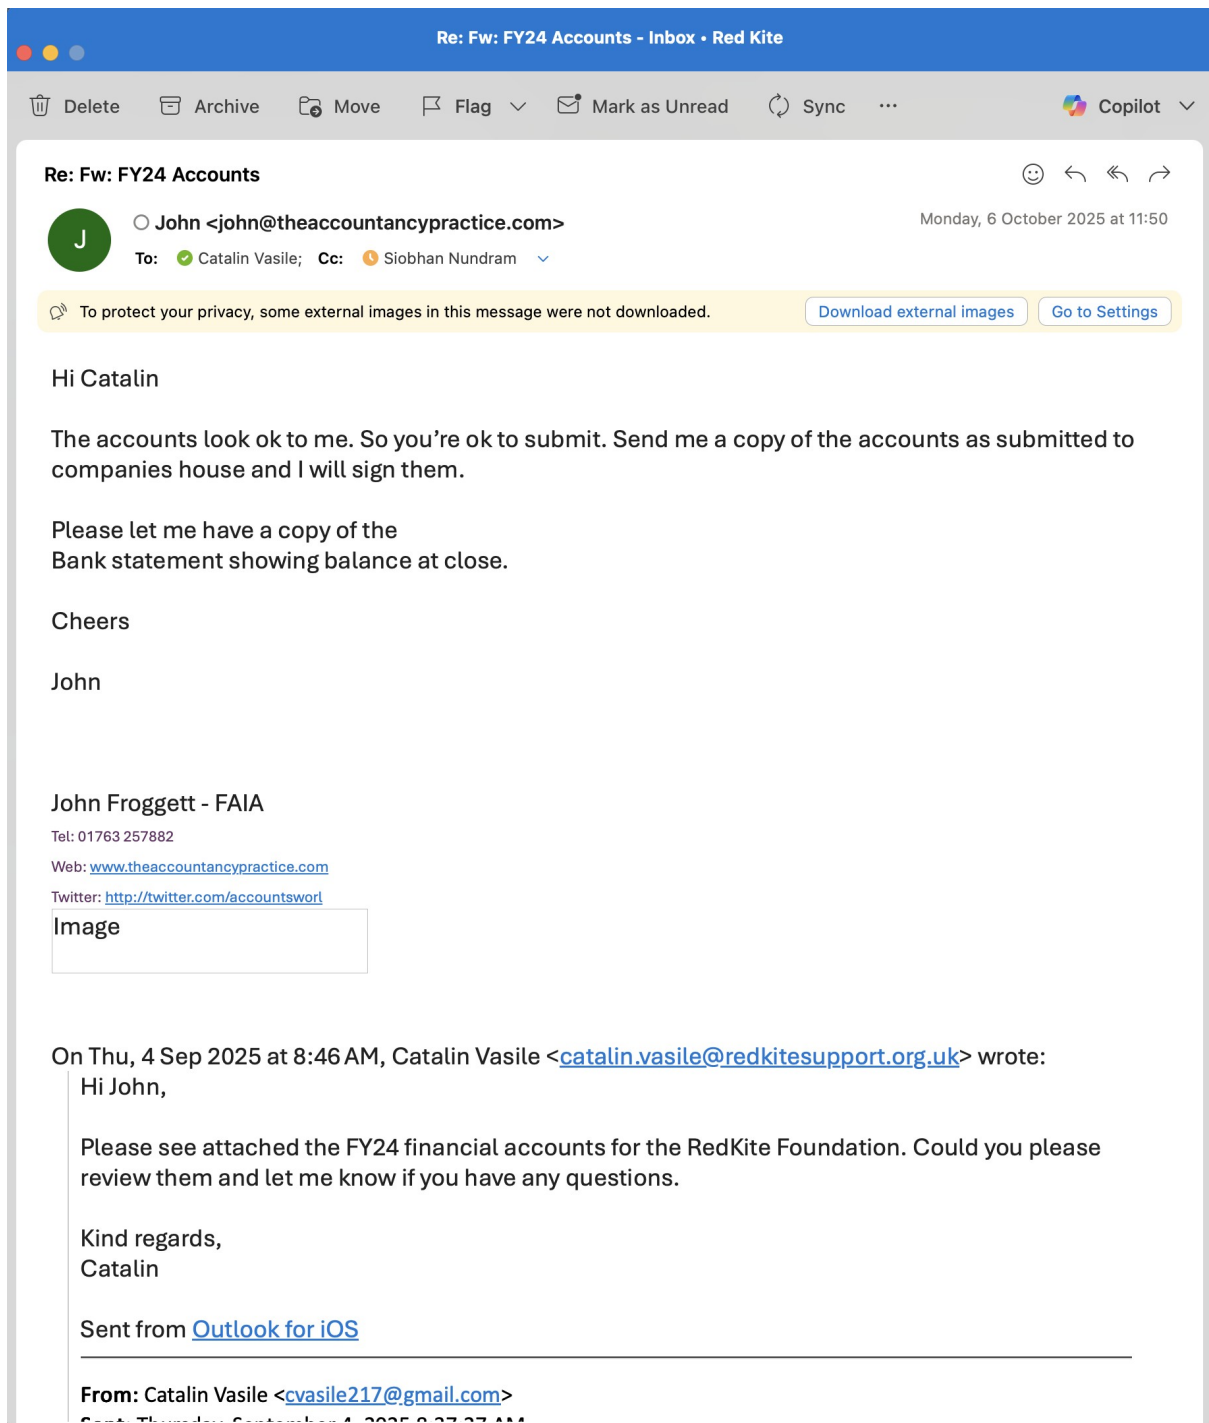 Re: Fw: FY24 Accounts - Inbox • Red Kite
Delete Archive Move Flag Mark as Unread Sync ··· Copilot
Re: Fw: FY24 Accounts
J
John <john@theaccountancypractice.com>
Monday, 6 October 2025 at 11:50
To: Catalin Vasile; Cc: Siobhan Nundram
To protect your privacy, some external images in this message were not downloaded. Download external images Go to Settings
Hi Catalin
The accounts look ok to me. So you're ok to submit. Send me a copy of the accounts as submitted to
companies house and I will sign them.
Please let me have a copy of the
Bank statement showing balance at close.
Cheers
John
John Froggett - FAIA
Tel: 01763 257882
Web: www.theaccountancypractice.com
Twitter: http://twitter.com/accountsworl
Image
On Thu, 4 Sep 2025 at 8:46 AM, Catalin Vasile <catalin.vasile@redkitesupport.org.uk> wrote:
Hi John,
Please see attached the FY24 financial accounts for the RedKite Foundation. Could you please
review them and let me know if you have any questions.
Kind regards,
Catalin
Sent from Outlook for iOS
From: Catalin Vasile <cvasile217@gmail.com>
Sent: Thursday, September 4, 2025 8:37:37 AM